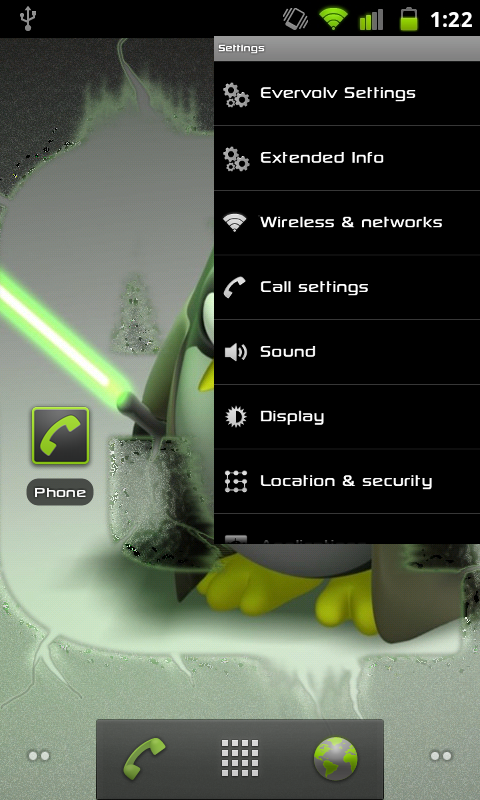 1:22
Settings
Evervolv Settings
Extended Info
Wireless & networks
Call settings
Sound
Display
Location & security
Phone